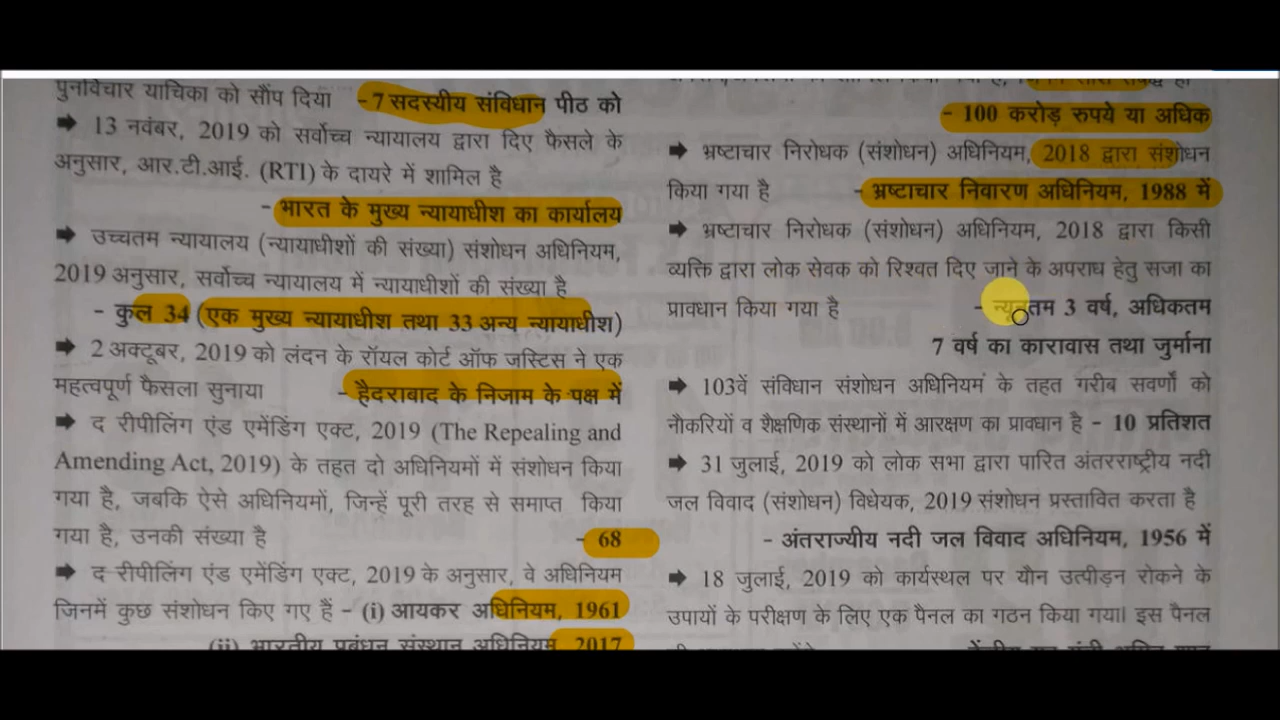 पुनर्विचार याचिका को सौंप दिया - 7 सदस्यीय संविधान पीठ को
➡ 13 नवंबर, 2019 को सर्वोच्च न्यायालय द्वारा दिए फैसले के
अनुसार, आर.टी.आई. (RTI) के दायरे में शामिल है
- भारत के मुख्य न्यायाधीश का कार्यालय
➡ उच्चतम न्यायालय (न्यायाधीशों की संख्या) संशोधन अधिनियम,
2019 अनुसार, सर्वोच्च न्यायालय में न्यायाधीशों की संख्या है
- कुल 34 (एक मुख्य न्यायाधीश तथा 33 अन्य न्यायाधीश)
➡ 2 अक्टूबर, 2019 को लंदन के रॉयल कोर्ट ऑफ जस्टिस ने एक
महत्वपूर्ण फैसला सुनाया - हैदराबाद के निजाम के पक्ष में
➡ द रीपीलिंग एंड एमेंडिंग एक्ट, 2019 (The Repealing and
Amending Act, 2019) के तहत दो अधिनियमों में संशोधन किया
गया है, जबकि ऐसे अधिनियमों, जिन्हें पूरी तरह से समाप्त किया
गया है, उनकी संख्या है - 68
➡ द रीपीलिंग एंड एमेंडिंग एक्ट, 2019 के अनुसार, वे अधिनियम
जिनमें कुछ संशोधन किए गए हैं - (i) आयकर अधिनियम, 1961
(ii) भारतीय प्रबंधन संस्थान अधिनियम 2017
- 100 करोड़ रुपये या अधिक
➡ भ्रष्टाचार निरोधक (संशोधन) अधिनियम, 2018 द्वारा संशोधन
किया गया है - भ्रष्टाचार निवारण अधिनियम, 1988 में
➡ भ्रष्टाचार निरोधक (संशोधन) अधिनियम, 2018 द्वारा किसी
व्यक्ति द्वारा लोक सेवक को रिश्वत दिए जाने के अपराध हेतु सजा का
प्रावधान किया गया है - न्यूनतम 3 वर्ष, अधिकतम
7 वर्ष का कारावास तथा जुर्माना
➡ 103वें संविधान संशोधन अधिनियम के तहत गरीब सवर्णों को
नौकरियों व शैक्षणिक संस्थानों में आरक्षण का प्रावधान है - 10 प्रतिशत
➡ 31 जुलाई, 2019 को लोक सभा द्वारा पारित अंतरराष्ट्रीय नदी
जल विवाद (संशोधन) विधेयक, 2019 संशोधन प्रस्तावित करता है
- अंतराज्यीय नदी जल विवाद अधिनियम, 1956 में
➡ 18 जुलाई, 2019 को कार्यस्थल पर यौन उत्पीड़न रोकने के
उपायों के परीक्षण के लिए एक पैनल का गठन किया गया। इस पैनल